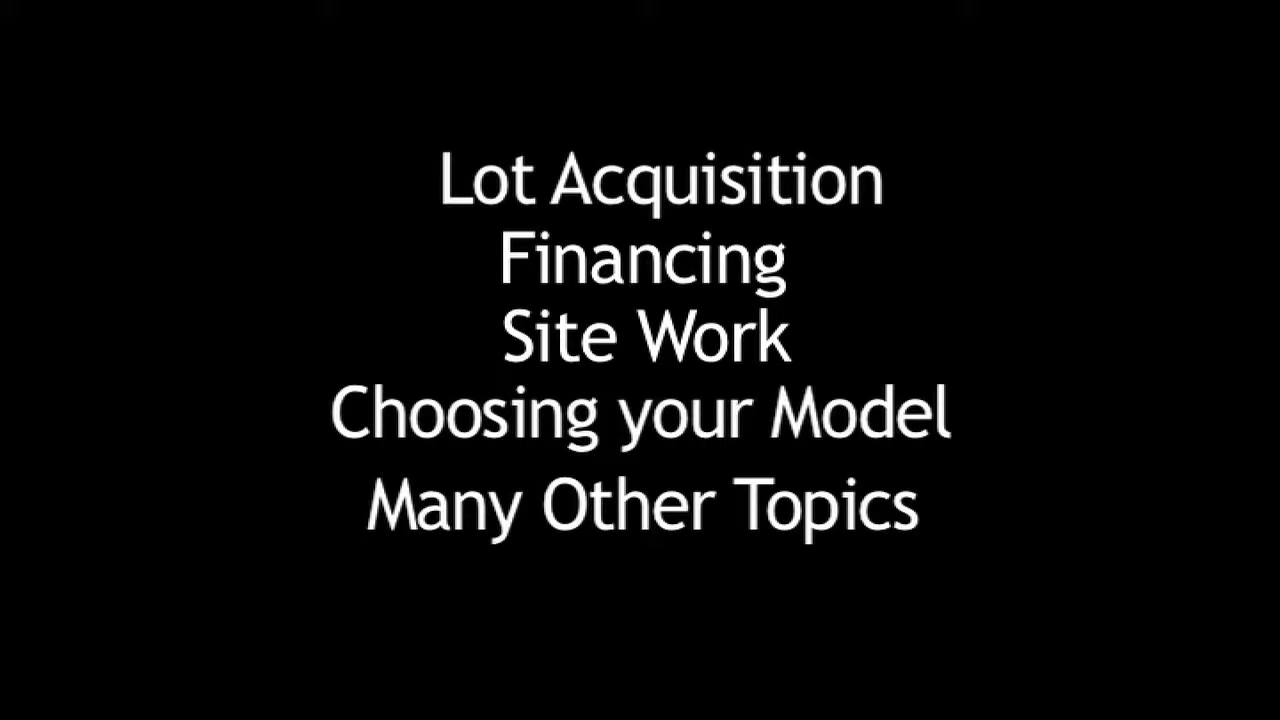 Lot Acquisition
Financing
Site Work
Choosing your Model
Many Other Topics